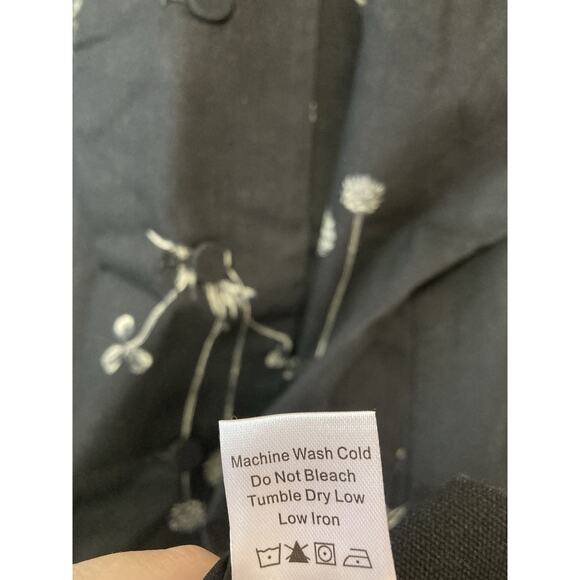 Machine Wash Cold
Do Not Bleach
Tumble Dry Low
Low Iron